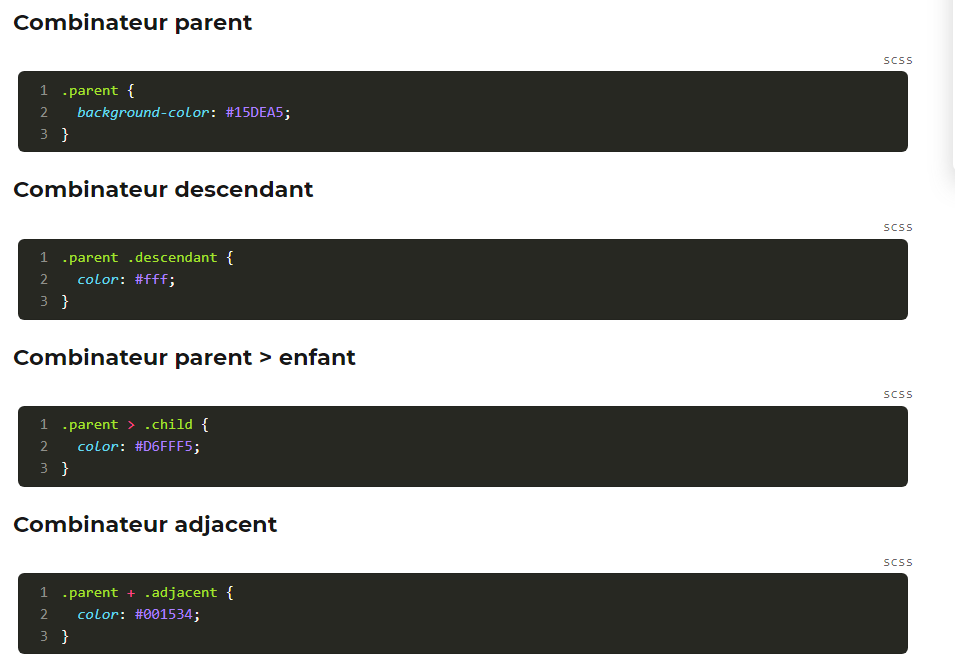 Combinateur parent
SCSS
1 .parent {
2   background-color: #15DEA5;
3 }
Combinateur descendant
SCSS
1 .parent .descendant {
2   color: #fff;
3 }
Combinateur parent > enfant
SCSS
1 .parent > .child {
2   color: #D6FFF5;
3 }
Combinateur adjacent
SCSS
1 .parent + .adjacent {
2   color: #001534;
3 }